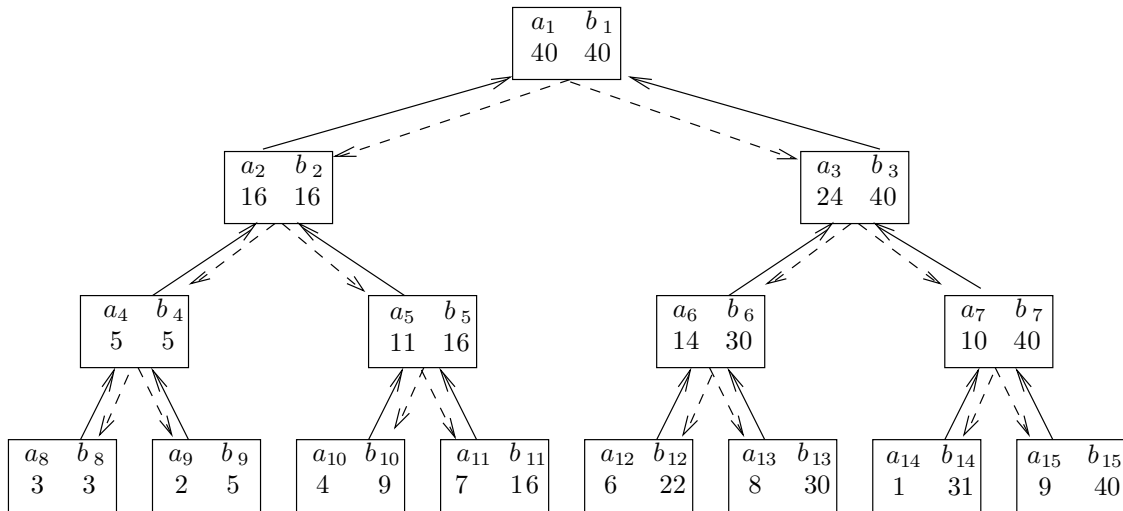 a₁ b₁
40 40
a₂ b₂ a₃ b₃
16 16 24 40
a₄ b₄ a₅ b₅ a₆ b₆ a₇ b₇
5 5 11 16 14 30 10 40
a₈ b₈ a₉ b₉ a₁₀ b₁₀ a₁₁ b₁₁ a₁₂ b₁₂ a₁₃ b₁₃ a₁₄ b₁₄ a₁₅ b₁₅
3 3 2 5 4 9 7 16 6 22 8 30 1 31 9 40